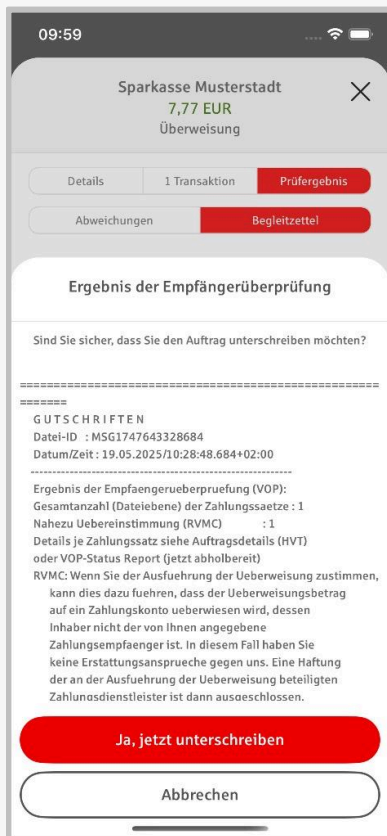 09:59
Sparkasse Musterstadt
7,77 EUR
Überweisung
Details
1 Transaktion
Prüfergebnis
Abweichungen
Begleitzettel
Ergebnis der Empfängerüberprüfung
Sind Sie sicher, dass Sie den Auftrag unterschreiben möchten?
======================================================
=======
G U T S C H R I F T E N
Datei-ID : MSG1747643328684
Datum/Zeit : 19.05.2025/10:28:48.684+02:00
------------------------------------------------------------
Ergebnis der Empfaengerueberpruefung (VOP):
Gesamtanzahl (Dateiebene) der Zahlungssaetze : 1
Nahezu Uebereinstimmung (RVMC) : 1
Details je Zahlungssatz siehe Auftragsdetails (HVT)
oder VOP-Status Report (jetzt abholbereit)
RVMC: Wenn Sie der Ausfuehrung der Ueberweisung zustimmen,
kann dies dazu fuehren, dass der Ueberweisungsbetrag
auf ein Zahlungskonto ueberwiesen wird, dessen
Inhaber nicht der von Ihnen angegebene
Zahlungsempfaenger ist. In diesem Fall haben Sie
keine Erstattungsansprueche gegen uns. Eine Haftung
der an der Ausfuehrung der Ueberweisung beteiligten
Zahlungsdienstleister ist dann ausgeschlossen.
Ja, jetzt unterschreiben
Abbrechen